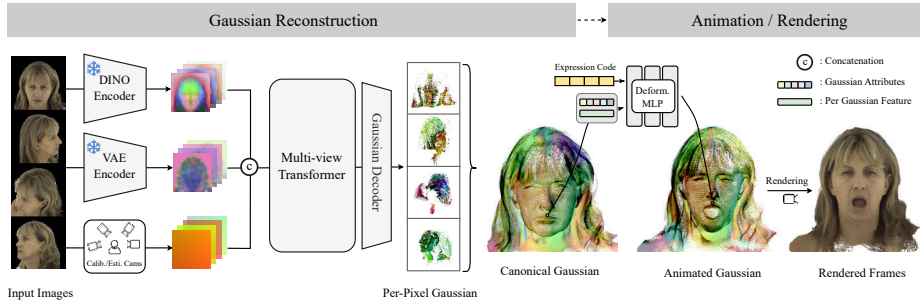 Gaussian Reconstruction
Animation / Rendering
DINO
Encoder
VAE
Encoder
Calib./Esti. Cams
c
Multi-view
Transformer
Gaussian Decoder
Expression Code
Deform.
MLP
c : Concatenation
: Gaussian Attributes
: Per Gaussian Feature
Rendering
Canonical Gaussian
Animated Gaussian
Rendered Frames
Input Images
Per-Pixel Gaussian